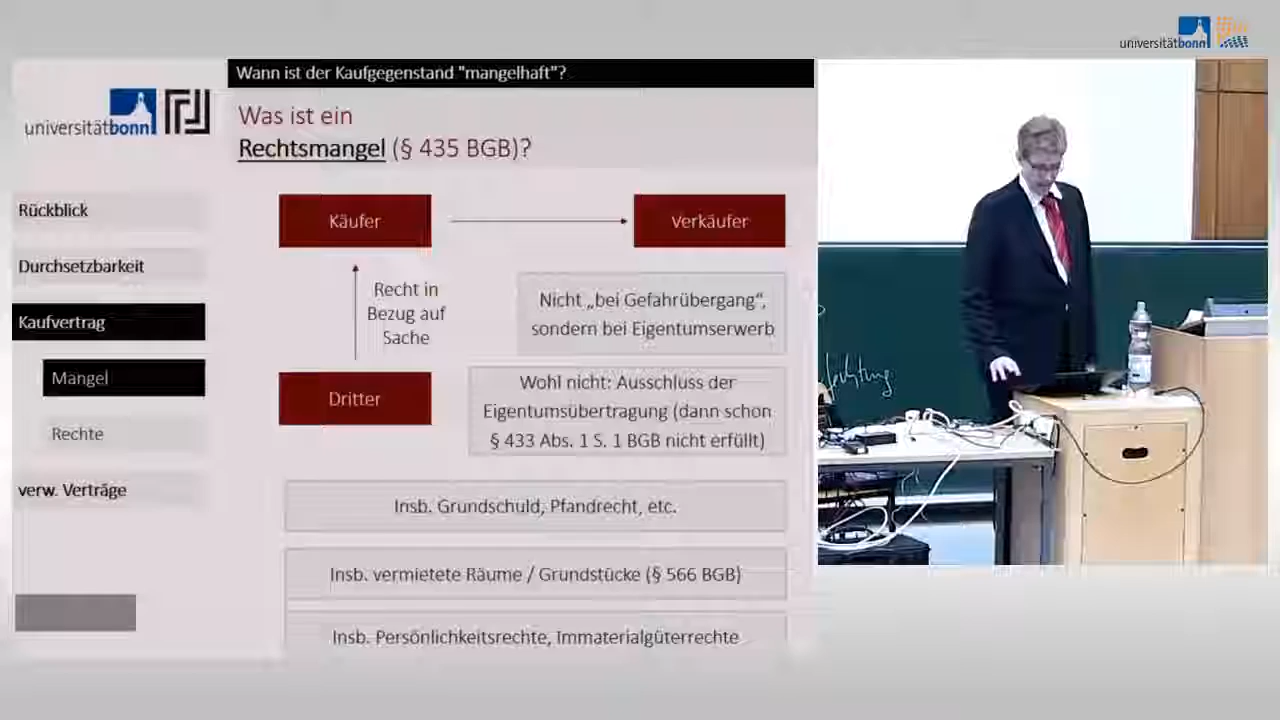 universitätbonn
Wann ist der Kaufgegenstand "mangelhaft"?
universitätbonn
Was ist ein
Rechtsmangel (§ 435 BGB)?
Rückblick
Durchsetzbarkeit
Kaufvertrag
Mangel
Rechte
verw. Verträge
Käufer
Verkäufer
Recht in
Bezug auf
Sache
Nicht „bei Gefahrübergang“,
sondern bei Eigentumserwerb
Dritter
Wohl nicht: Ausschluss der
Eigentumsübertragung (dann schon
§ 433 Abs. 1 S. 1 BGB nicht erfüllt)
Insb. Grundschuld, Pfandrecht, etc.
Insb. vermietete Räume / Grundstücke (§ 566 BGB)
Insb. Persönlichkeitsrechte, Immaterialgüterrechte